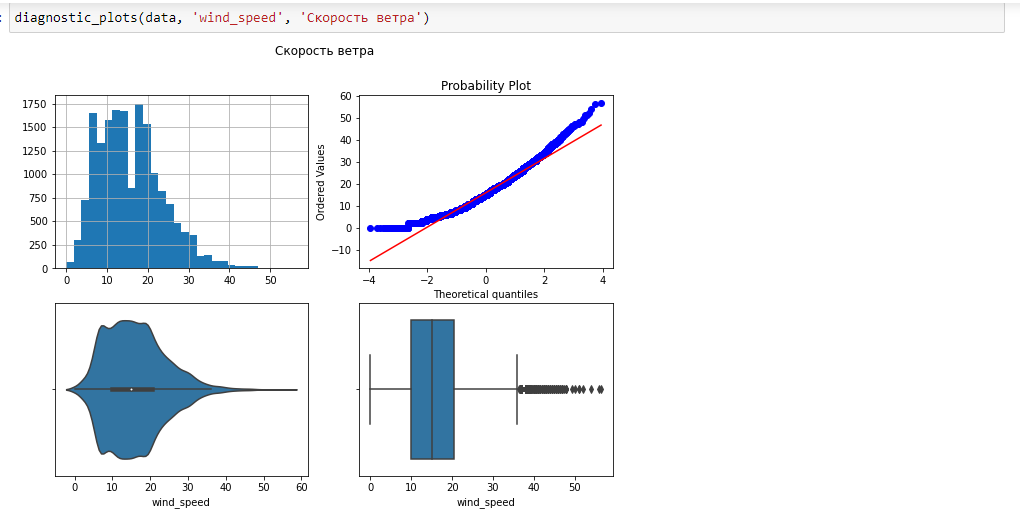 : diagnostic_plots(data, 'wind_speed', 'Скорость ветра')
Скорость ветра
Probability Plot
1750
1500
1250
1000
750
500
250
0
0 10 20 30 40 50
Ordered Values
60
50
40
30
20
10
0
−10
−4 −2 0 2 4
Theoretical quantiles
0 10 20 30 40 50 60
wind_speed
0 10 20 30 40 50
wind_speed